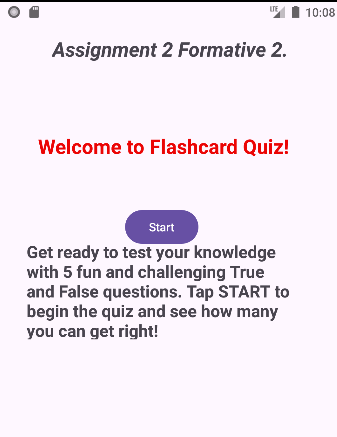 LTE 10:08
Assignment 2 Formative 2.
Welcome to Flashcard Quiz!
Start
Get ready to test your knowledge
with 5 fun and challenging True
and False questions. Tap START to
begin the quiz and see how many
you can get right!